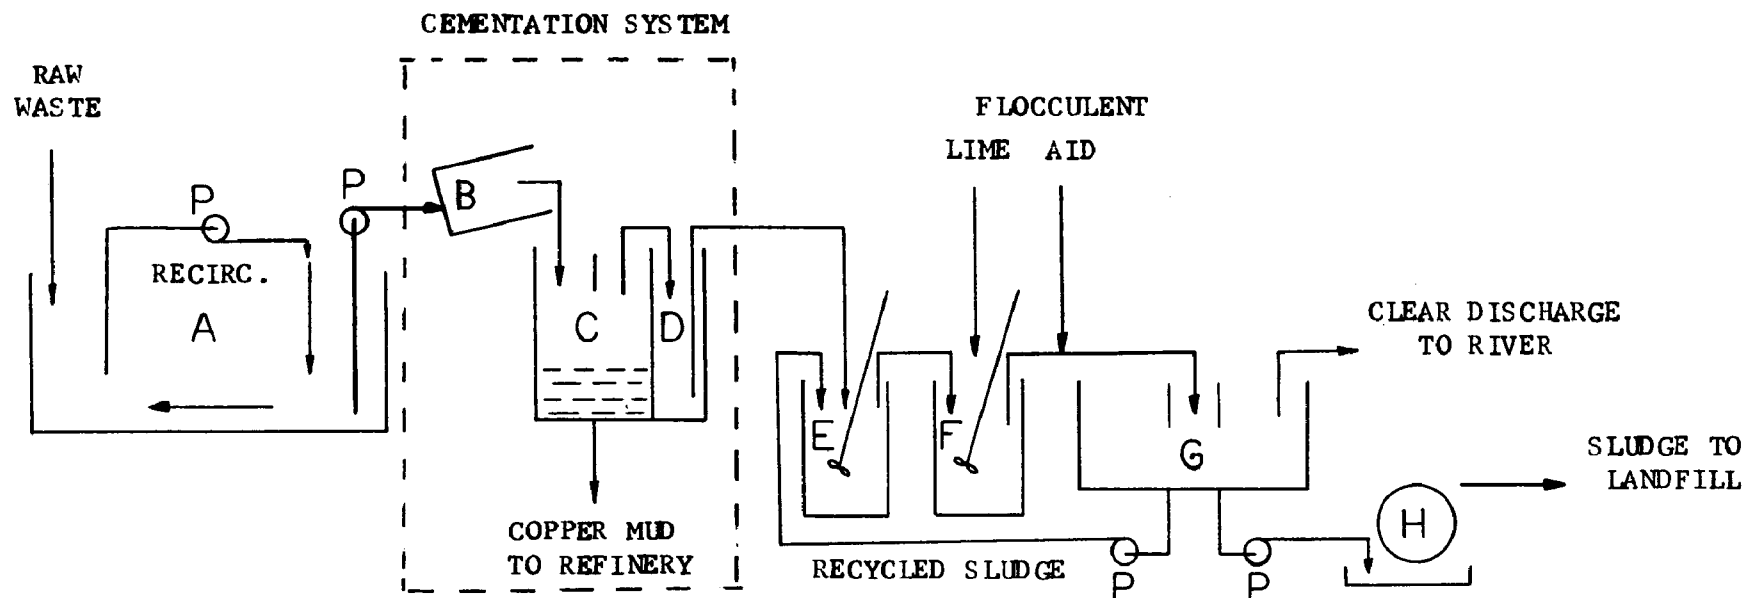 CEMENTATION SYSTEM
RAW
WASTE
FLOCCULENT
LIME AID
P
P
B
RECIRC.
A
C
D
CLEAR DISCHARGE
TO RIVER
E
F
G
SLUDGE TO
LANDFILL
H
COPPER MUD
TO REFINERY
RECYCLED SLUDGE
P
P